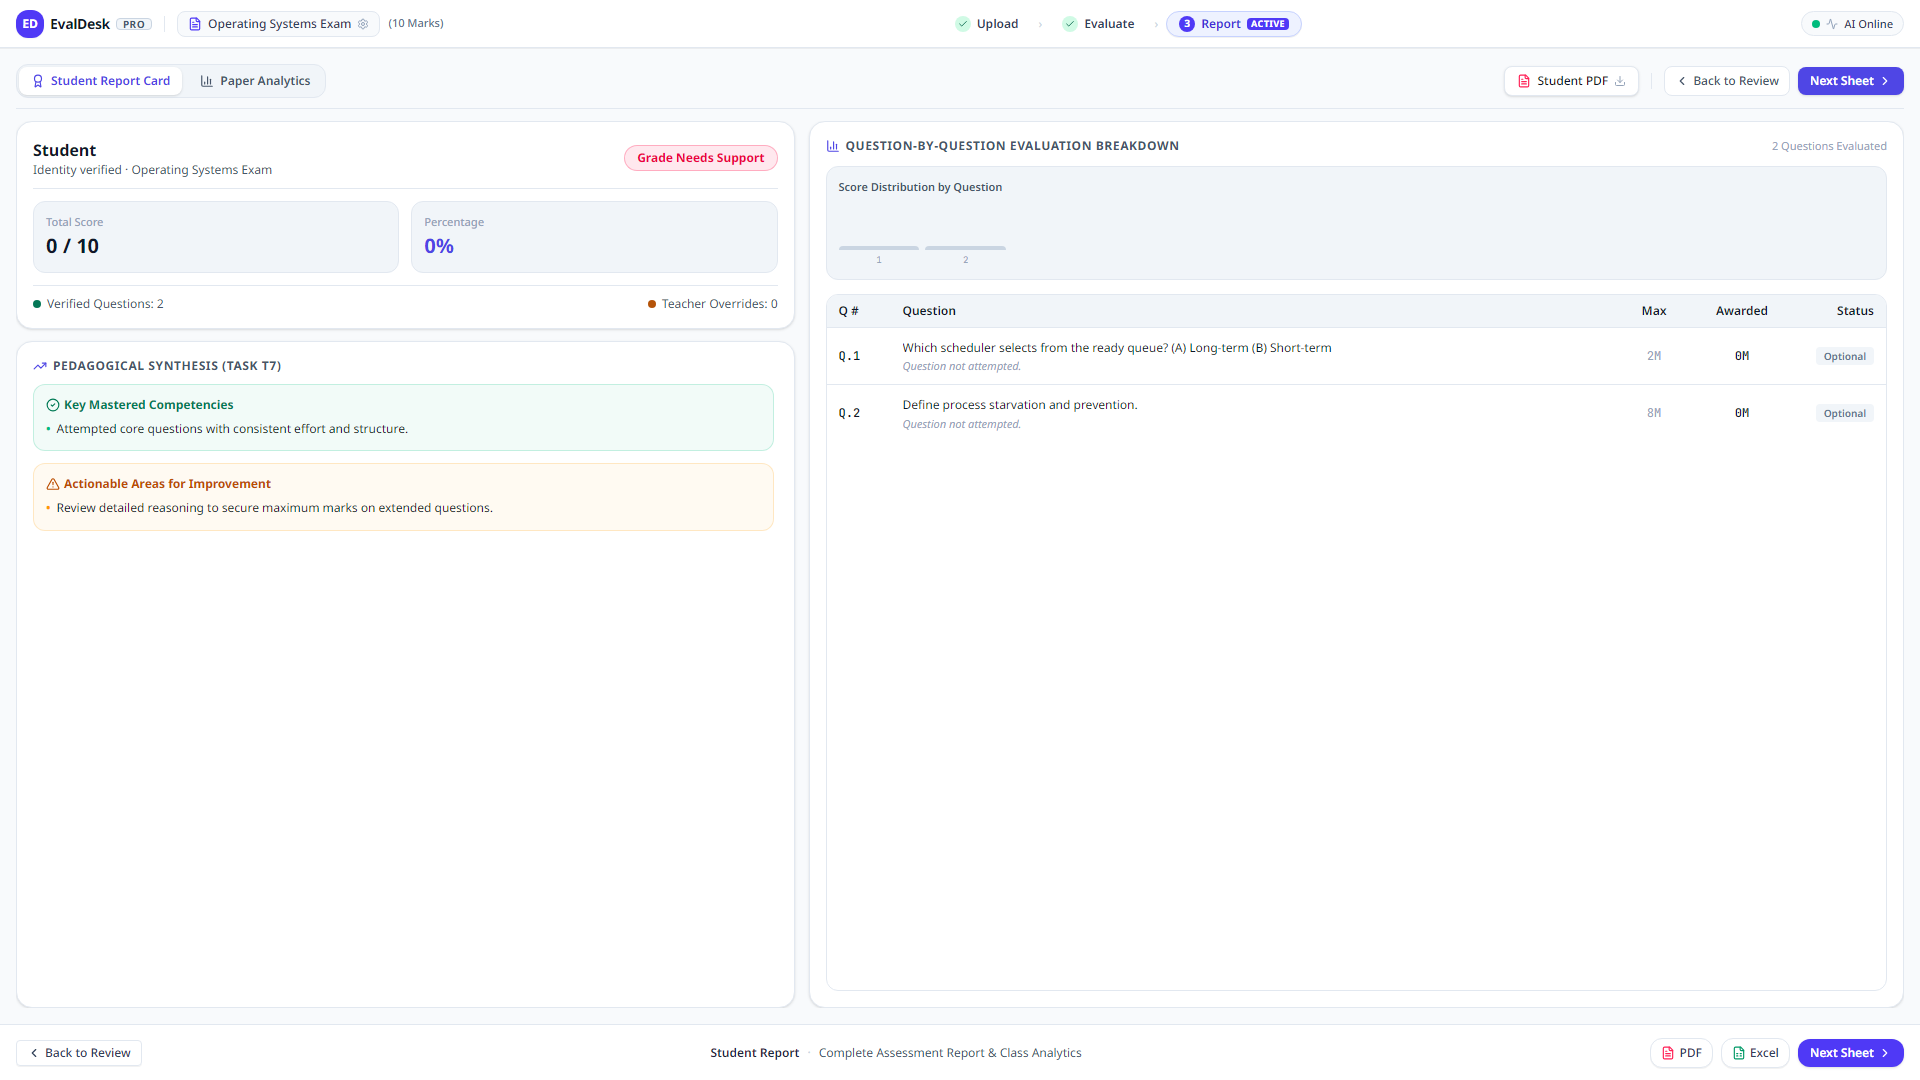 ED EvalDesk PRO Operating Systems Exam (10 Marks) Upload › Evaluate › 3 Report ACTIVE AI Online
Student Report Card Paper Analytics Student PDF Back to Review Next Sheet
Student
Identity verified · Operating Systems Exam
Grade Needs Support
Total Score
0 / 10
Percentage
0%
Verified Questions: 2
Teacher Overrides: 0
PEDAGOGICAL SYNTHESIS (TASK T7)
Key Mastered Competencies
• Attempted core questions with consistent effort and structure.
Actionable Areas for Improvement
• Review detailed reasoning to secure maximum marks on extended questions.
QUESTION-BY-QUESTION EVALUATION BREAKDOWN
2 Questions Evaluated
Score Distribution by Question
1 2
Q # Question Max Awarded Status
Q.1 Which scheduler selects from the ready queue? (A) Long-term (B) Short-term 2M 0M Optional
Question not attempted.
Q.2 Define process starvation and prevention. 8M 0M Optional
Question not attempted.
Back to Review Student Report · Complete Assessment Report & Class Analytics PDF Excel Next Sheet